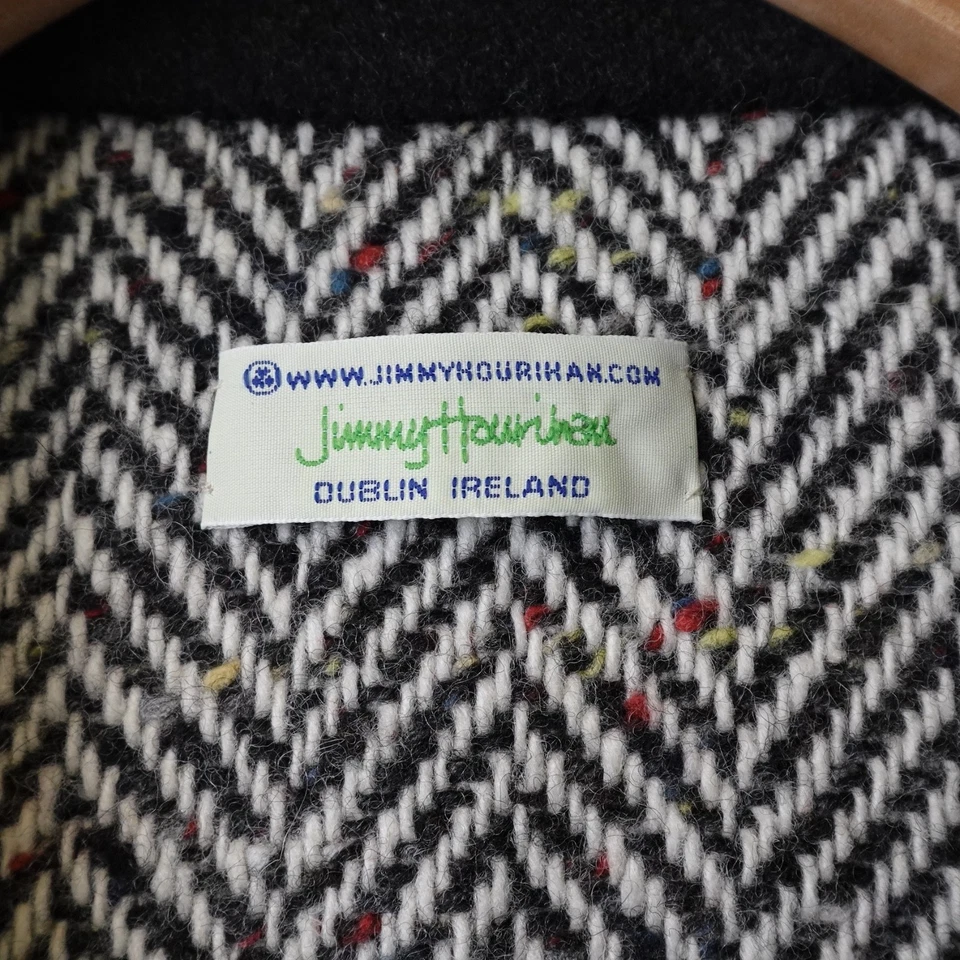 WWW.JIMMYHOURIHAN.COM
Jimmy Hourihan
DUBLIN IRELAND